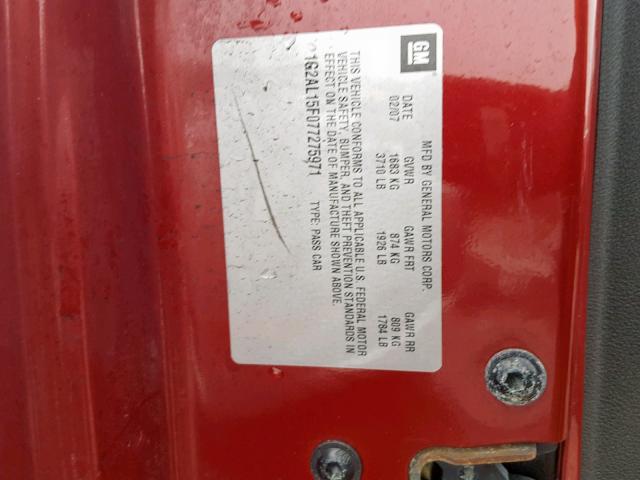 GM
MFD BY GENERAL MOTORS CORP.
DATE GVWR GAWR FRT GAWR RR
02/07 1683 KG 874 KG 809 KG
3710 LB 1926 LB 1784 LB
THIS VEHICLE CONFORMS TO ALL APPLICABLE U.S. FEDERAL MOTOR
VEHICLE SAFETY, BUMPER, AND THEFT PREVENTION STANDARDS IN
EFFECT ON THE DATE OF MANUFACTURE SHOWN ABOVE.
1G2AL15F077275971 TYPE: PASS CAR